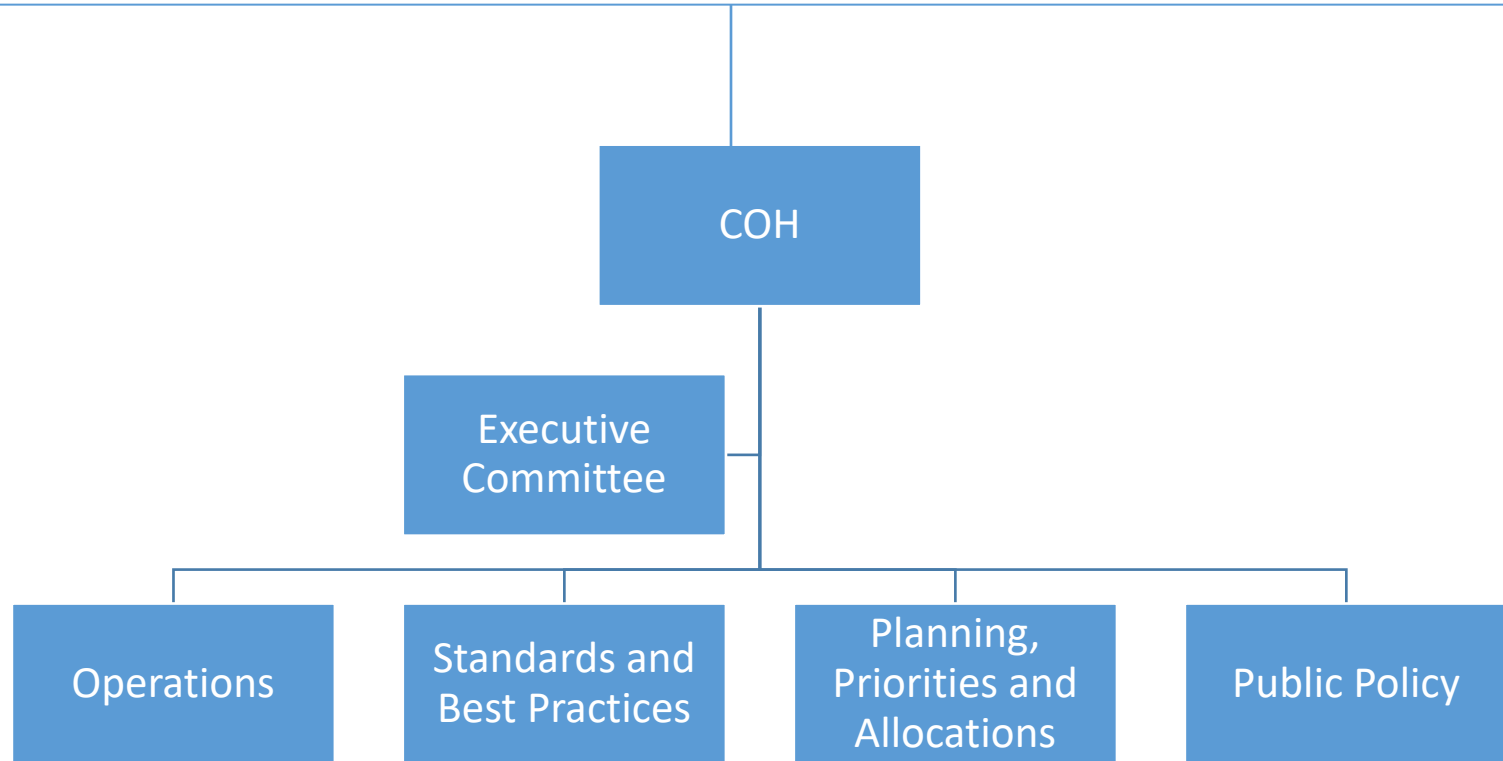 COH
Executive
Committee
Operations
Standards and
Best Practices
Planning,
Priorities and
Allocations
Public Policy